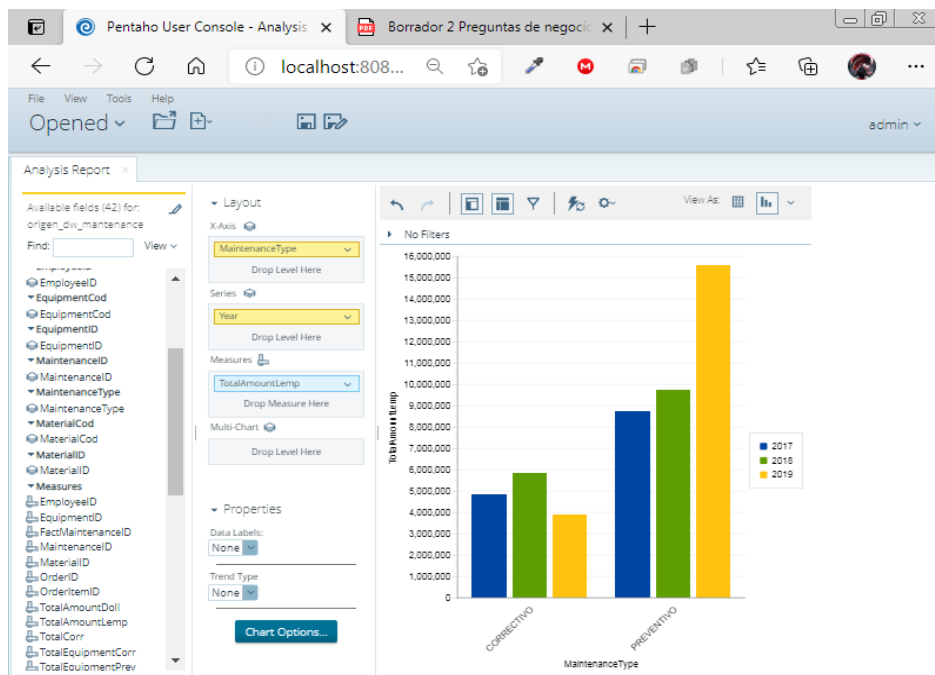 Pentaho User Console - Analysis
Borrador 2 Preguntas de negocio
localhost:808...
File View Tools Help
Opened
admin
Analysis Report
Available fields (42) for:
origen_dw_mantenance
Find:
View
EmployeeID
EmployeeID
EquipmentCod
EquipmentCod
EquipmentID
EquipmentID
MaintenanceID
MaintenanceID
MaintenanceType
MaintenanceType
MaterialCod
MaterialCod
MaterialID
MaterialID
Measures
EmployeeID
EquipmentID
FactMaintenanceID
MaintenanceID
MaterialID
OrderID
OrderItemID
TotalAmountDoll
TotalAmountLemp
TotalCorr
TotalEquipmentCorr
TotalEquipmentPrev
Layout
X-Axis
MaintenanceType
Drop Level Here
Series
Year
Drop Level Here
Measures
TotalAmountLemp
Drop Measure Here
Multi-Chart
Drop Level Here
Properties
Data Labels:
None
Trend Type
None
Chart Options...
View As:
No Filters
16,000,000
15,000,000
14,000,000
13,000,000
12,000,000
11,000,000
10,000,000
9,000,000
8,000,000
7,000,000
6,000,000
5,000,000
4,000,000
3,000,000
2,000,000
1,000,000
0
TotalAmountLemp
CORRECTIVO
PREVENTIVO
MaintenanceType
2017
2018
2019